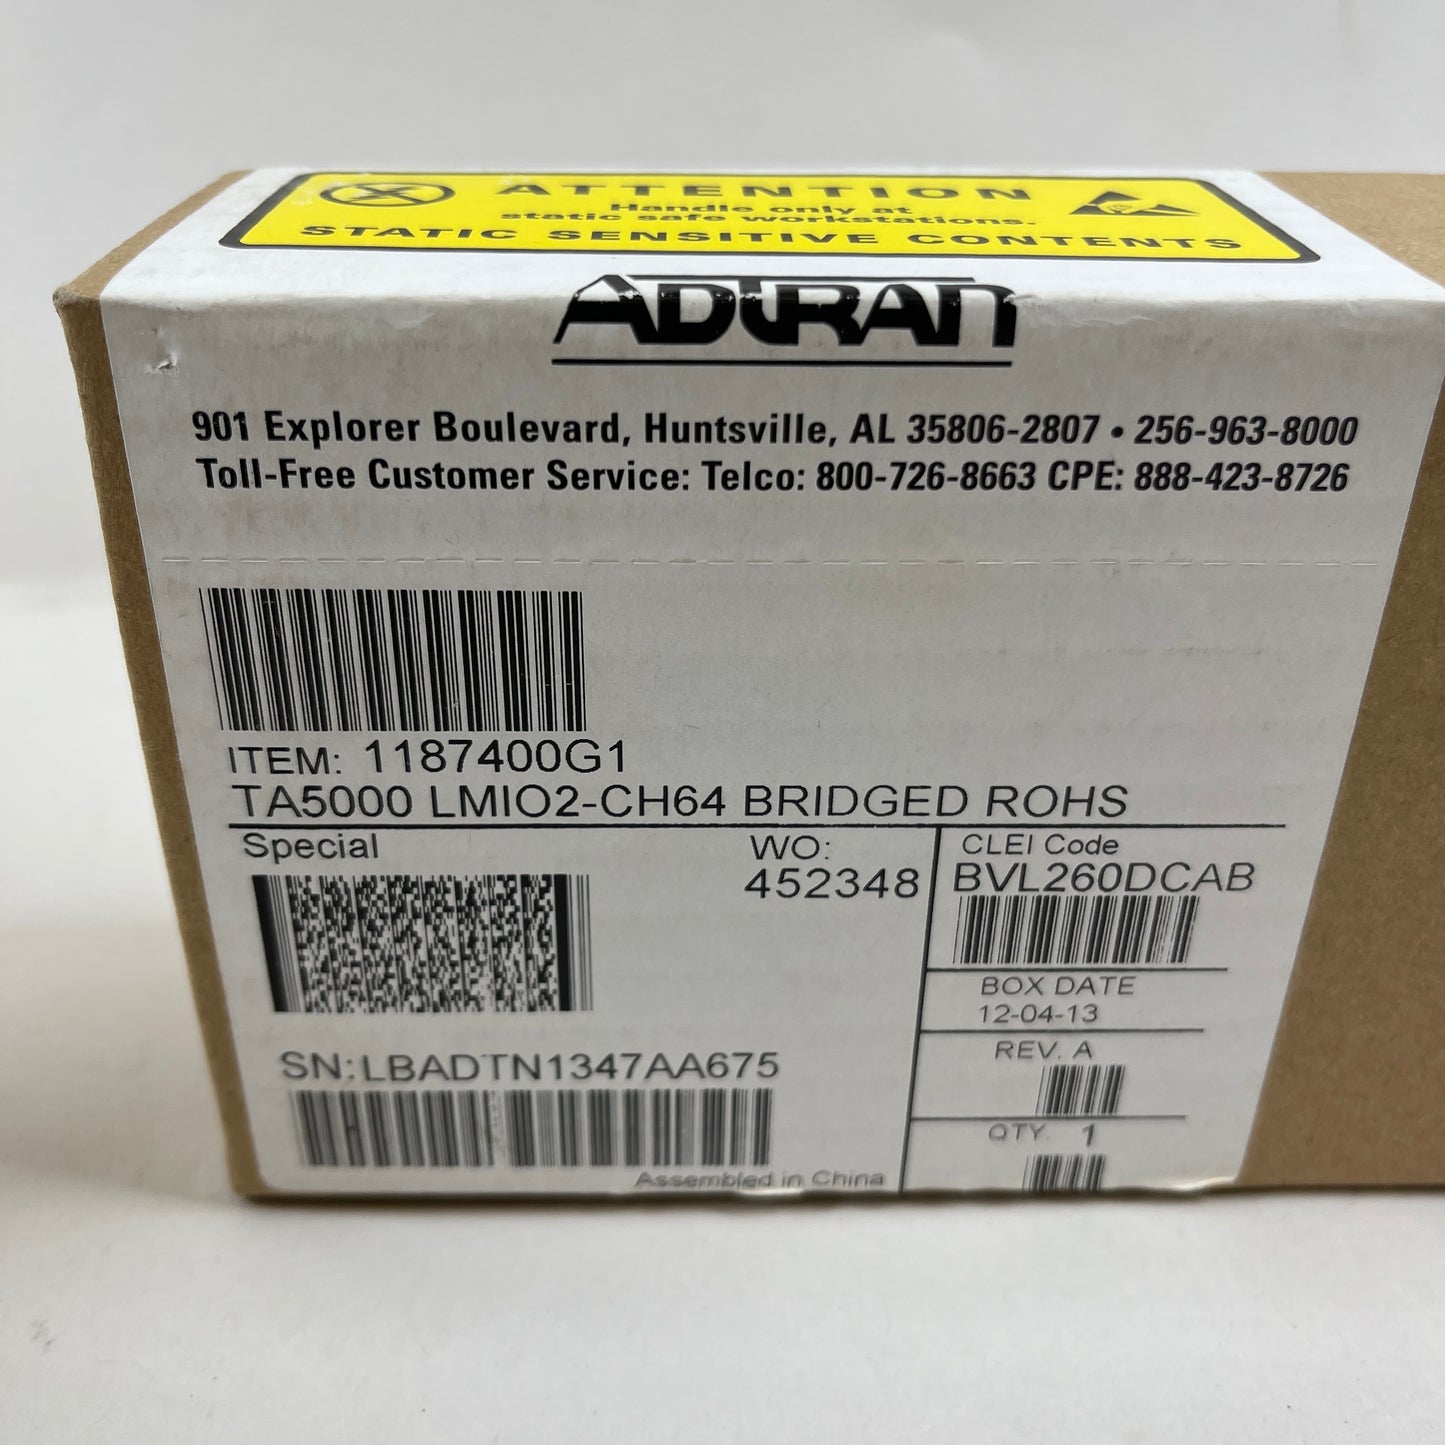 ATTENTION
Handle only at
static safe workstations.
STATIC SENSITIVE CONTENTS
ADTRAN
901 Explorer Boulevard, Huntsville, AL 35806-2807 • 256-963-8000
Toll-Free Customer Service: Telco: 800-726-8663 CPE: 888-423-8726
ITEM: 1187400G1
TA5000 LMIO2-CH64 BRIDGED ROHS
Special
WO:
452348
CLEI Code
BVL260DCAB
BOX DATE
12-04-13
REV. A
QTY. 1
SN:LBADTN1347AA675
Assembled in China